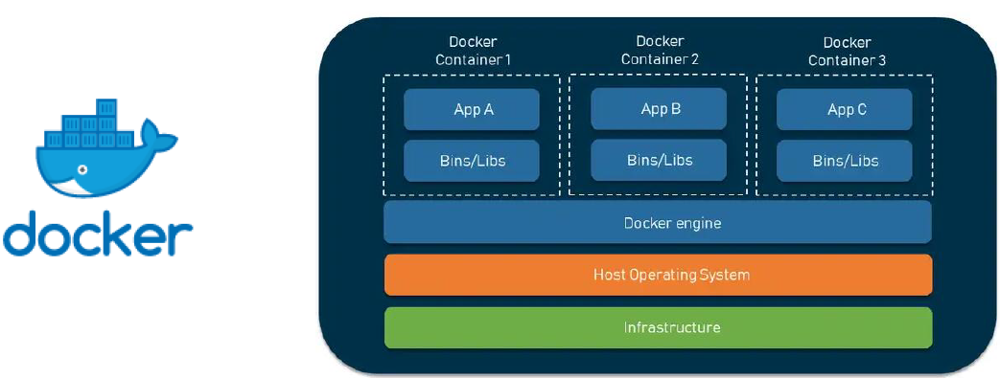 docker
Docker
Container 1
Docker
Container 2
Docker
Container 3
App A
App B
App C
Bins/Libs
Bins/Libs
Bins/Libs
Docker engine
Host Operating System
Infrastructure